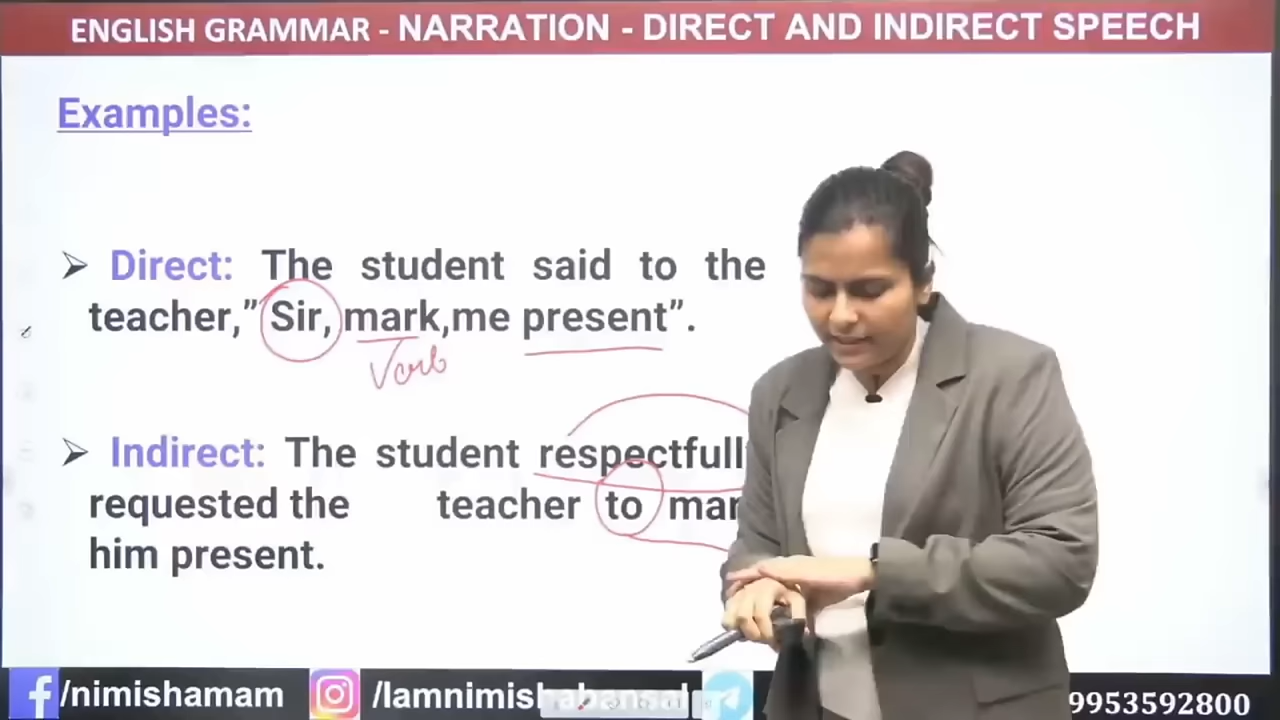 ENGLISH GRAMMAR - NARRATION - DIRECT AND INDIRECT SPEECH
Examples:
➢ Direct: The student said to the
teacher,” Sir, mark,me present”.
Verb
➢ Indirect: The student respectfull
requested the teacher to mar
him present.
/nimishamam /Iamnimishabansal 9953592800